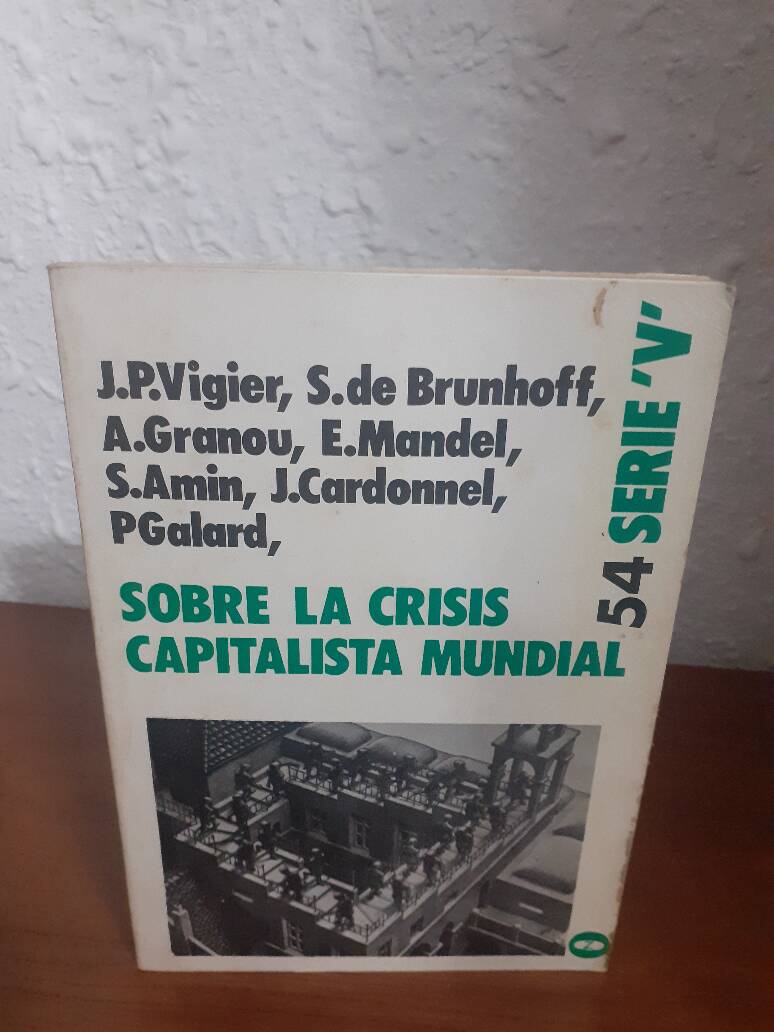 J.P.Vigier, S.de Brunhoff,
A.Granou, E.Mandel,
S.Amin, J.Cardonnel,
PGalard,
SOBRE LA CRISIS
CAPITALISTA MUNDIAL
54 SERIE 'V'